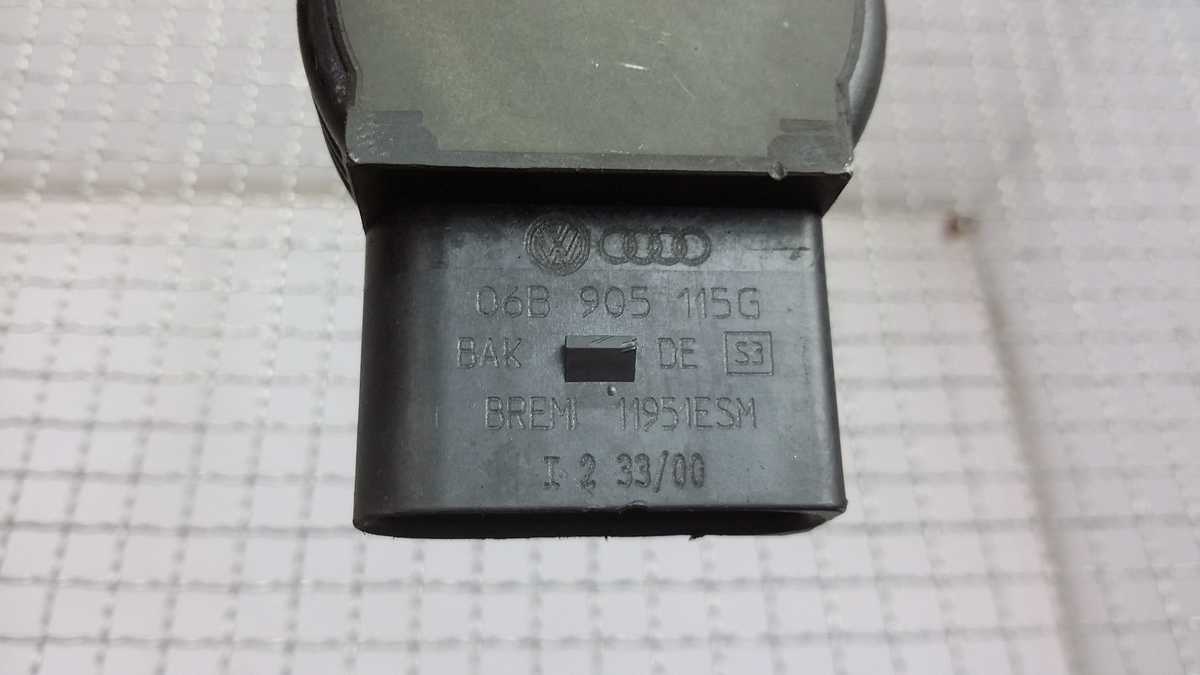 06B 905 115G
BAK DE S3
BREMI 11951ESM
I 2 33/00